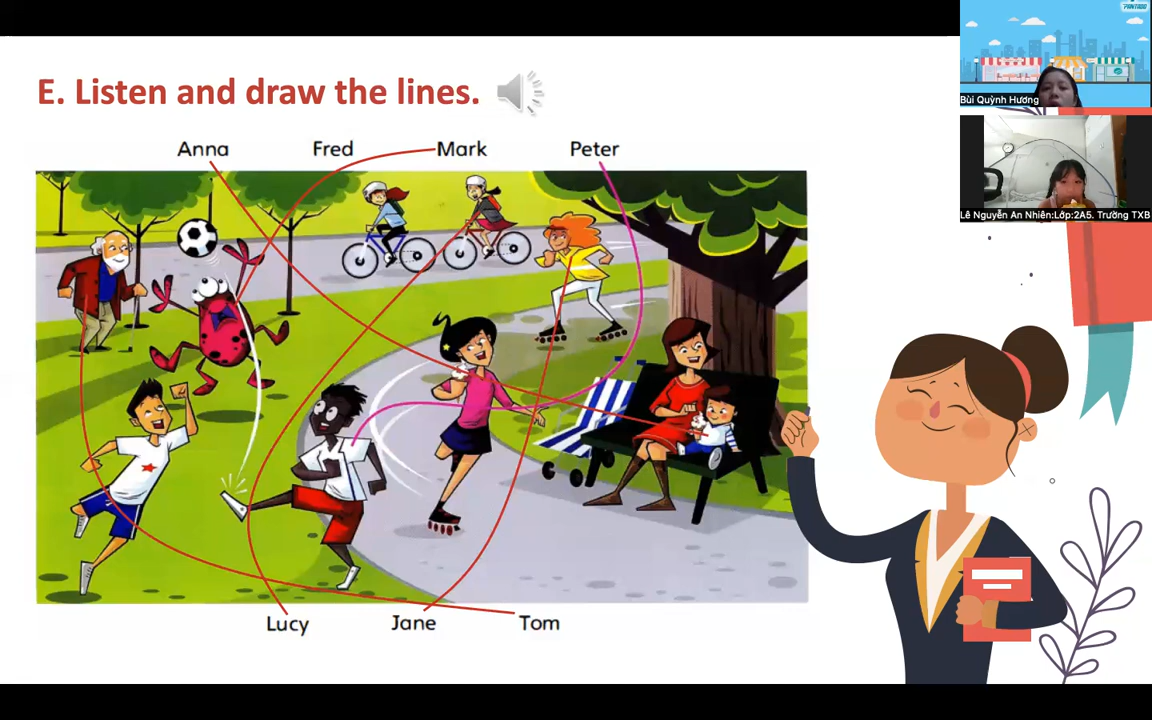 PANTADO
E. Listen and draw the lines.
Bùi Quỳnh Hương
Anna Fred Mark Peter
Lê Nguyễn An Nhiên:Lớp:2A5. Trường TXB
Lucy Jane Tom